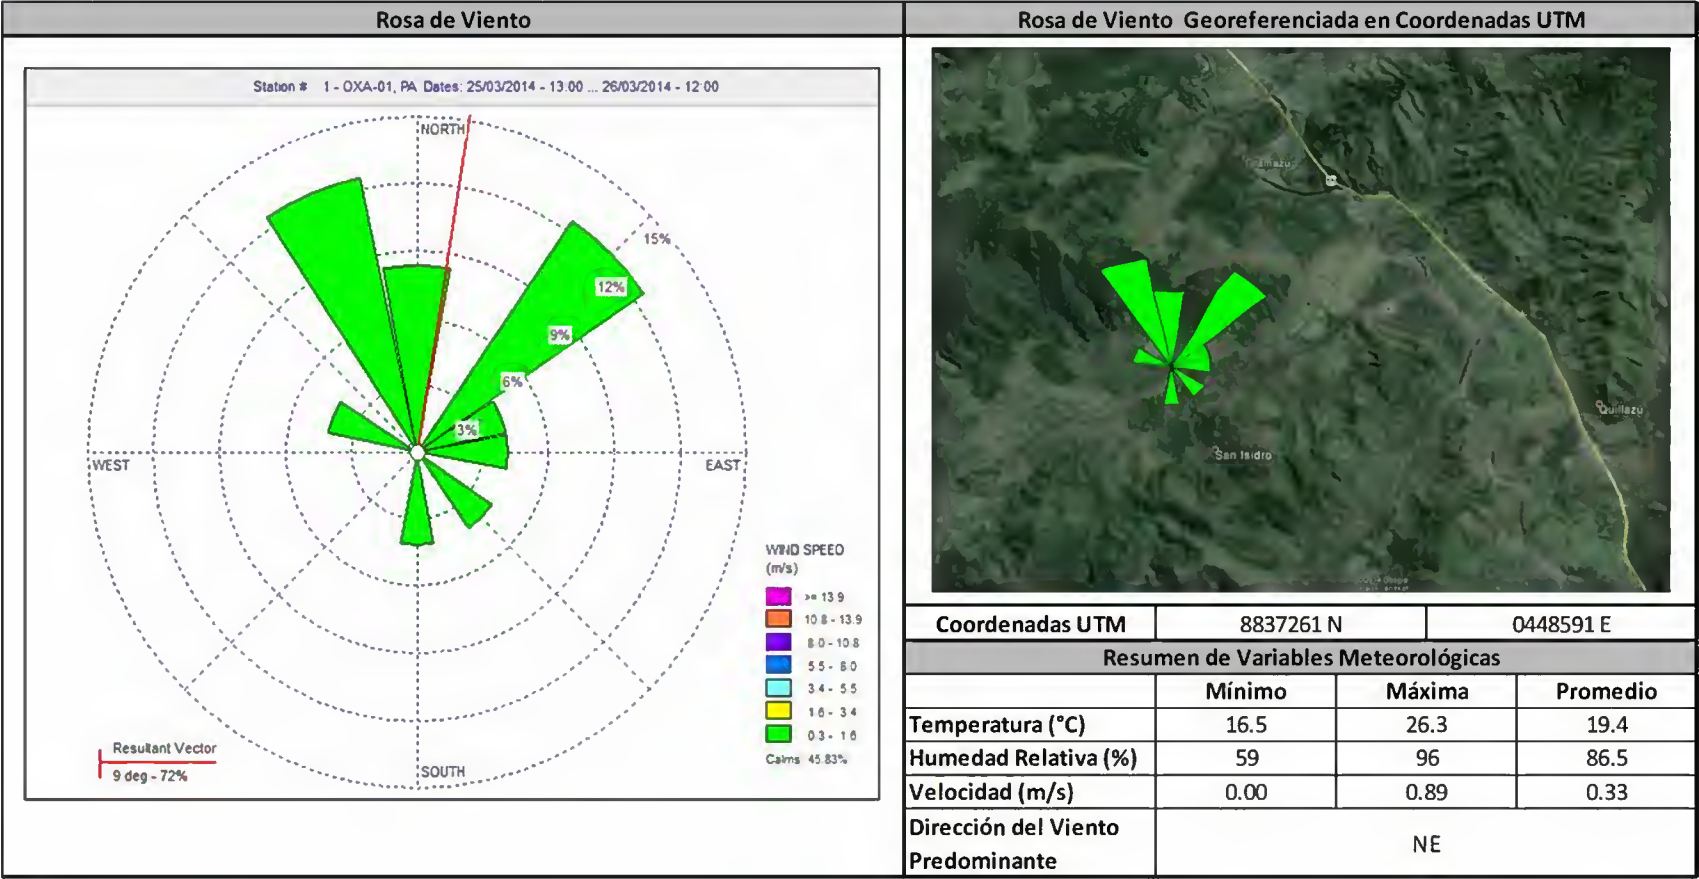 Rosa de Viento
Station # 1 - OXA-01, PA Dates: 25/03/2014 - 13:00 ... 26/03/2014 - 12:00
NORTH
15%
12%
9%
6%
3%
WEST
EAST
SOUTH
WIND SPEED
(m/s)
>= 13.9
10.8 - 13.9
8.0 - 10.8
5.5 - 8.0
3.4 - 5.5
1.6 - 3.4
0.3 - 1.6
Calms 45.83%
Resultant Vector
9 deg - 72%
Rosa de Viento Georeferenciada en Coordenadas UTM
Quillazú
San Isidro
Coordenadas UTM 8837261 N 0448591 E
Resumen de Variables Meteorológicas
Mínimo Máxima Promedio
Temperatura (°C) 16.5 26.3 19.4
Humedad Relativa (%) 59 96 86.5
Velocidad (m/s) 0.00 0.89 0.33
Dirección del Viento
Predominante
NE